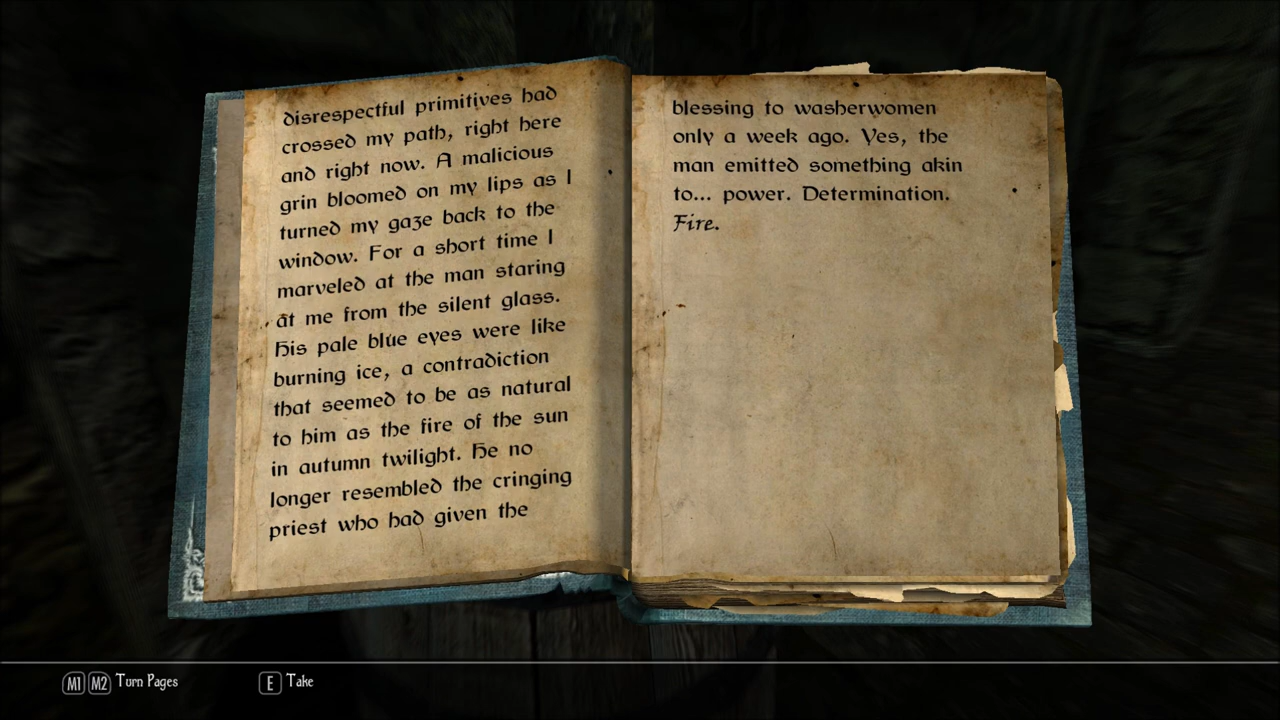 disrespectful primitives had
crossed my path, right here
and right now. A malicious
grin bloomed on my lips as I
turned my gaze back to the
window. For a short time I
marveled at the man staring
at me from the silent glass.
His pale blue eyes were like
burning ice, a contradiction
that seemed to be as natural
to him as the fire of the sun
in autumn twilight. He no
longer resembled the cringing
priest who had given the
blessing to washerwomen
only a week ago. Yes, the
man emitted something akin
to... power. Determination.
Fire.
M1 M2 Turn Pages
E Take